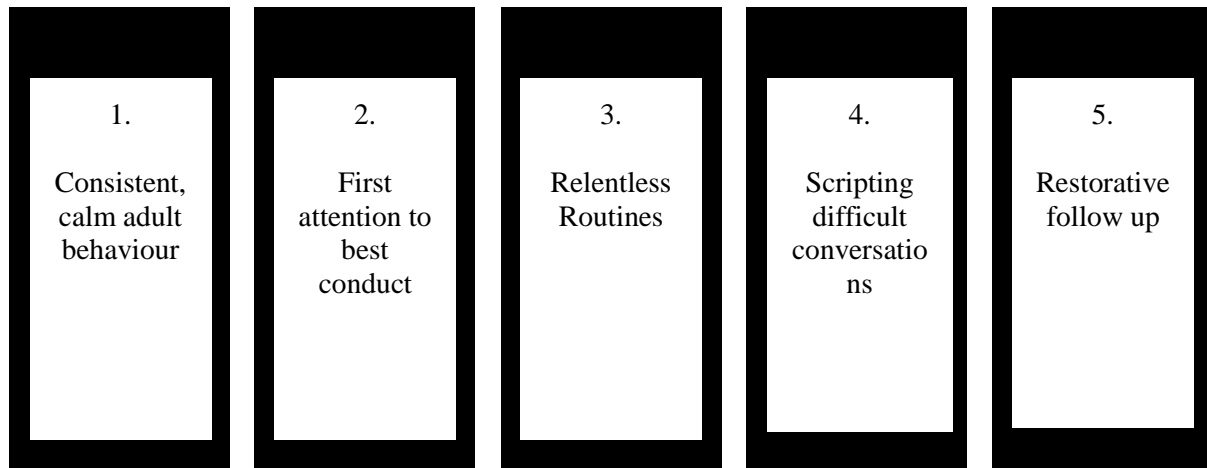 1.
Consistent,
calm adult
behaviour
2.
First
attention to
best
conduct
3.
Relentless
Routines
4.
Scripting
difficult
conversatio
ns
5.
Restorative
follow up